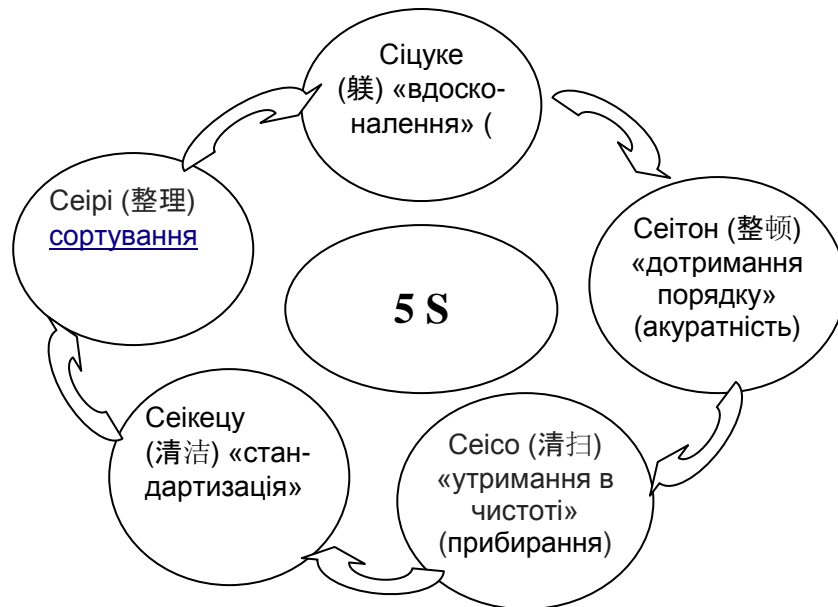 Сіцуке
(躾) «вдоско-
налення» (
Сеірі (整理)
сортування
Сеітон (整顿)
«дотримання
порядку»
(акуратність)
5 S
Сеікецу
(清洁) «стан-
дартизація»
Сеісо (清扫)
«утримання в
чистоті»
(прибирання)